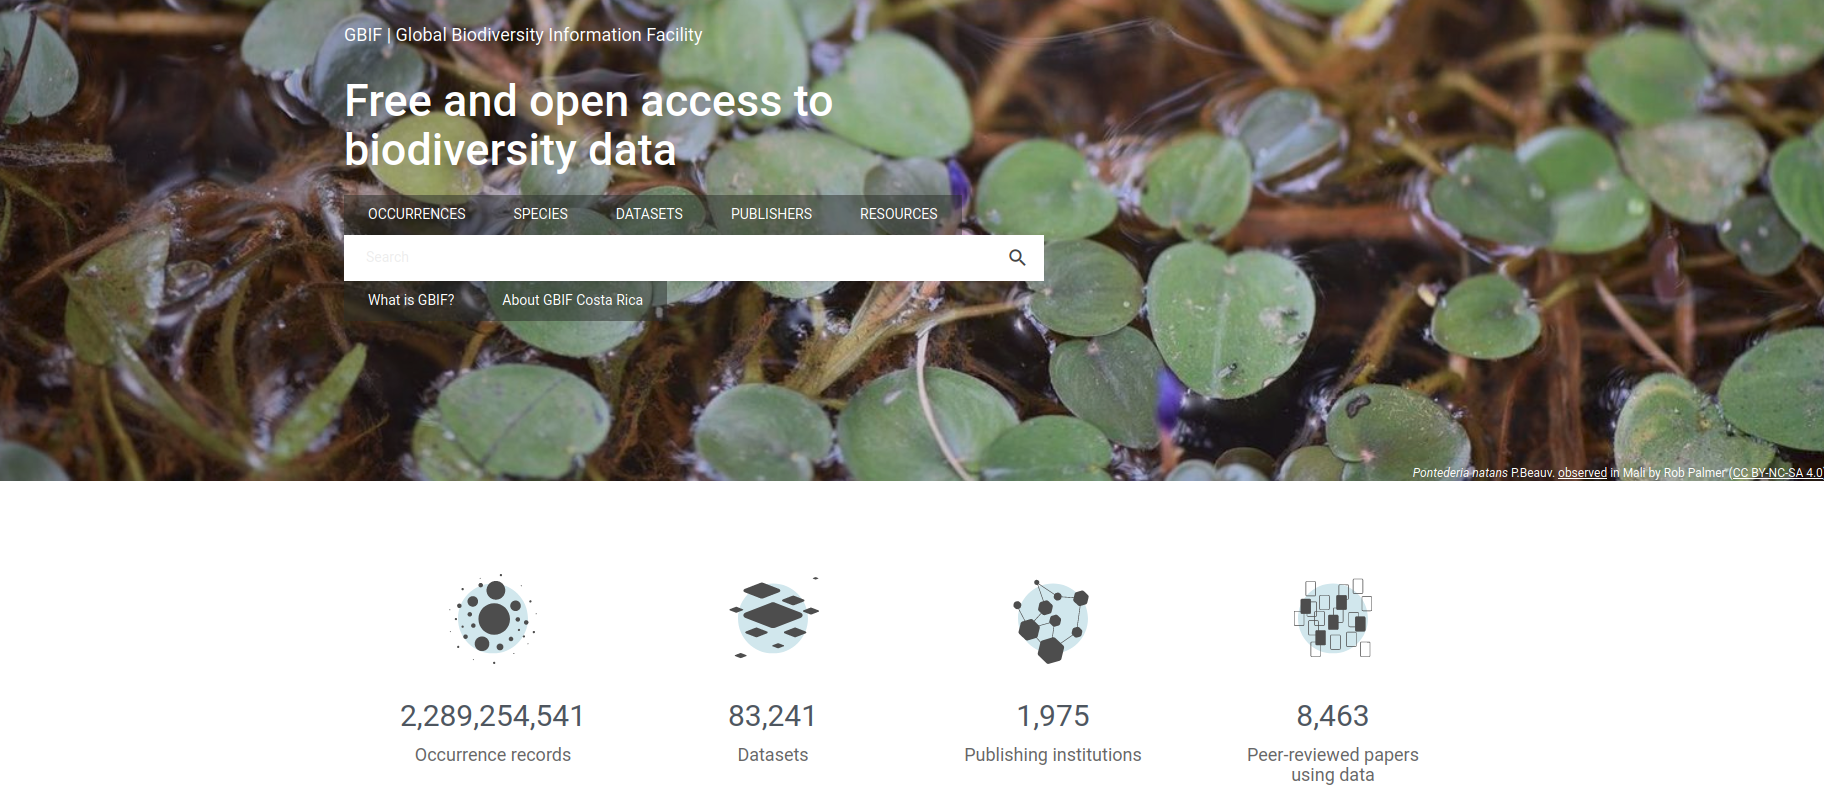 GBIF | Global Biodiversity Information Facility
Free and open access to
biodiversity data
OCCURRENCES SPECIES DATASETS PUBLISHERS RESOURCES
Search
What is GBIF? About GBIF Costa Rica
Pontederia natans P.Beauv. observed in Mali by Rob Palmer (CC BY-NC-SA 4.0)
2,289,254,541 83,241 1,975 8,463
Occurrence records Datasets Publishing institutions Peer-reviewed papers
using data